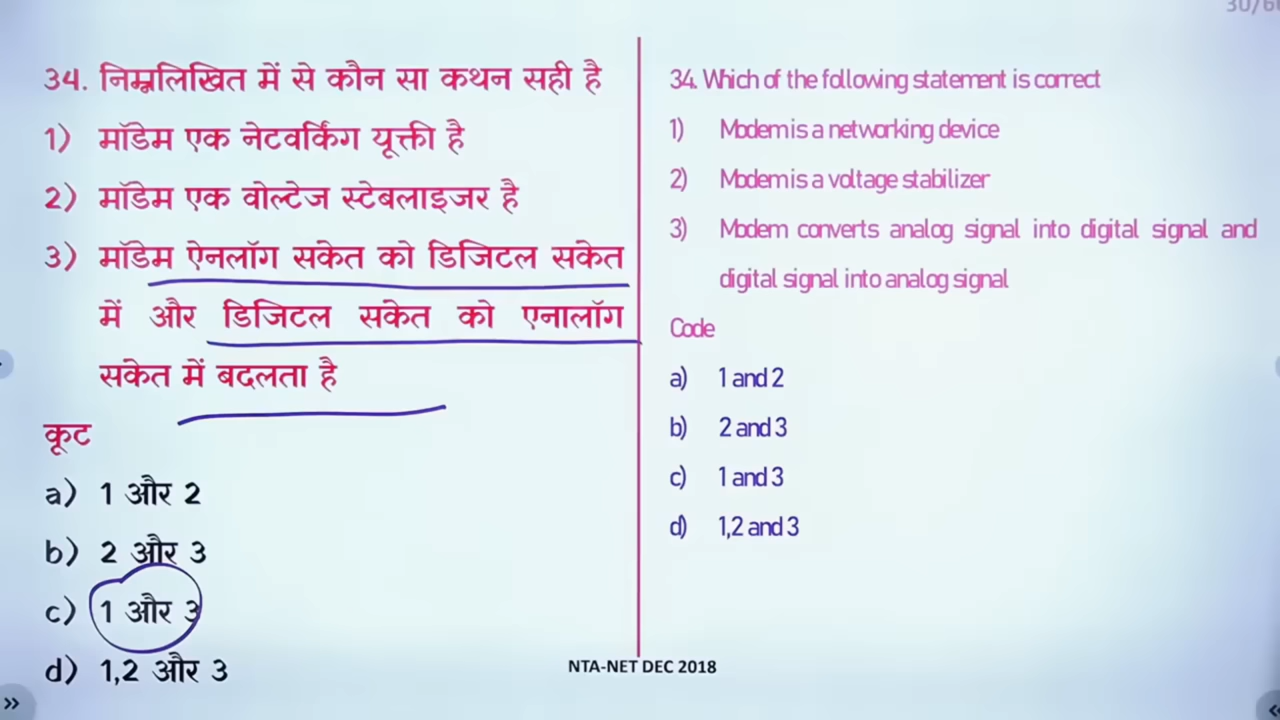 34. निम्नलिखित में से कौन सा कथन सही है
1) मॉडेम एक नेटवर्किंग यूक्ती है
2) मॉडेम एक वोल्टेज स्टेबलाइजर है
3) मॉडेम ऐनलॉग सकेत को डिजिटल सकेत
में और डिजिटल सकेत को एनालॉग
सकेत में बदलता है
कूट
a) 1 और 2
b) 2 और 3
c) 1 और 3
d) 1,2 और 3
34. Which of the following statement is correct
1) Modem is a networking device
2) Modem is a voltage stabilizer
3) Modem converts analog signal into digital signal and
digital signal into analog signal
Code
a) 1 and 2
b) 2 and 3
c) 1 and 3
d) 1,2 and 3
NTA-NET DEC 2018